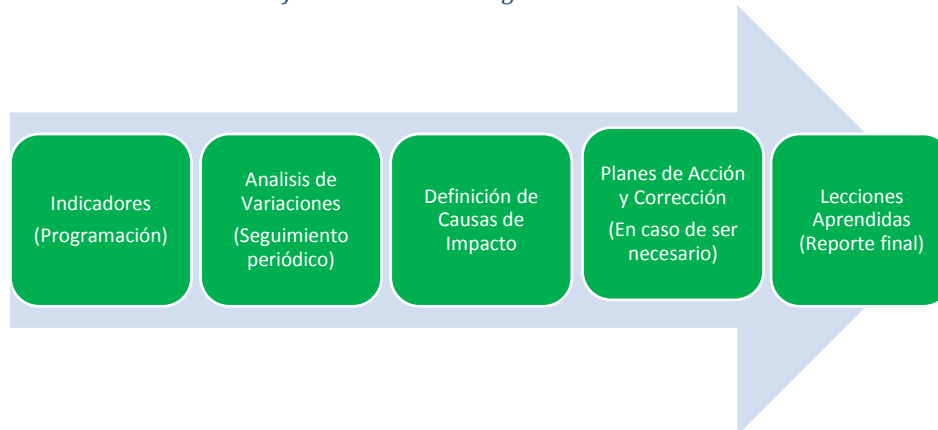 Indicadores
(Programación)
Analisis de
Variaciones
(Seguimiento
periódico)
Definición de
Causas de
Impacto
Planes de Acción
y Corrección
(En caso de ser
necesario)
Lecciones
Aprendidas
(Reporte final)